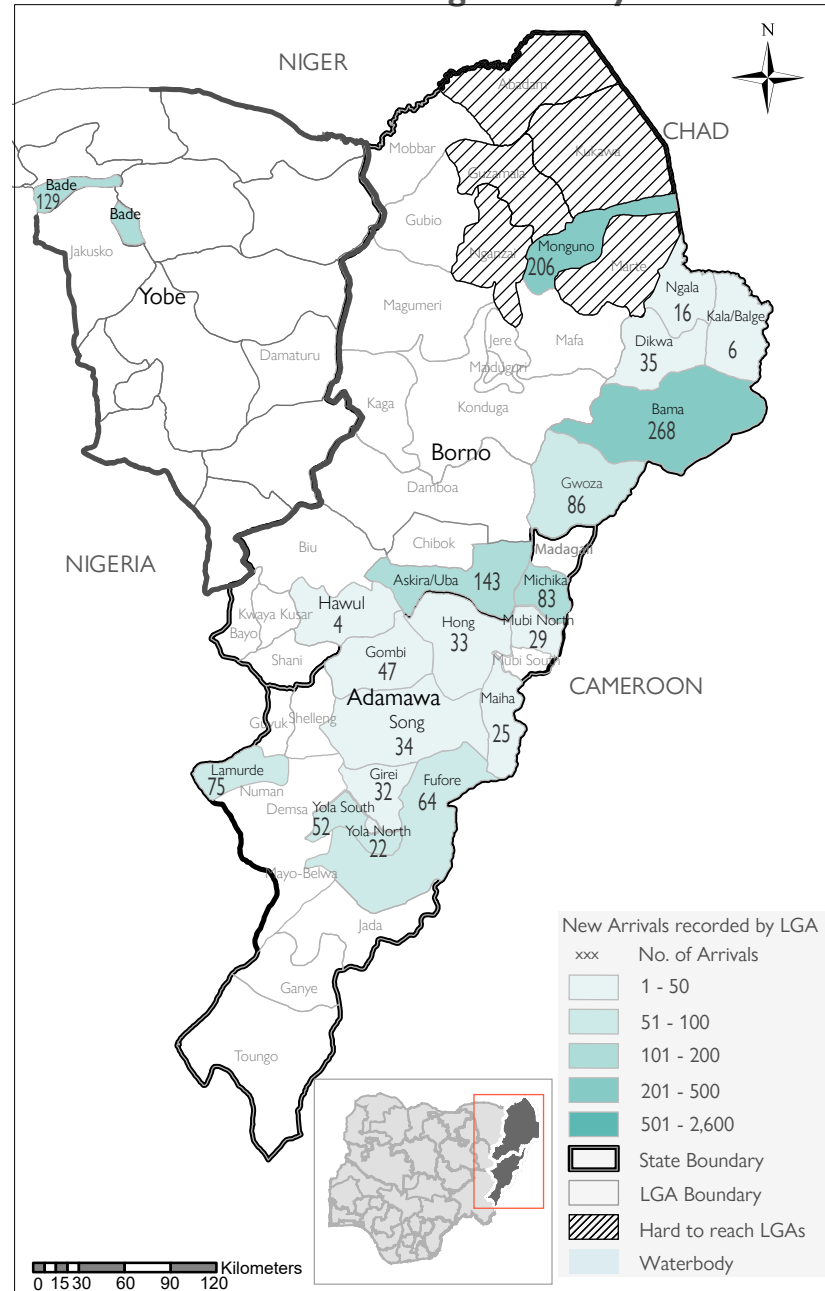 N
NIGER
Abadam
CHAD
Mobbar
Kukawa
Guzamala
Bade
129
Bade
Gubio
Monguno
206
Nganzai
Marte
Jakusko
Ngala
16
Kala/Balge
6
Yobe
Magumeri
Jere
Mafa
Dikwa
35
Damaturu
Maiduguri
Kaga
Konduga
Bama
268
Borno
Gwoza
86
Damboa
Biu
Chibok
Madagali
NIGERIA
Askira/Uba
143
Michika
83
Hawul
4
Kwaya Kusar
Bayo
Hong
33
Mubi North
29
Shani
Gombi
47
Mubi South
CAMEROON
Adamawa
Maiha
25
Guyuk
Shelleng
Song
34
Lamurde
75
Girei
32
Fufore
64
Numan
Demsa
Yola South
52
Yola North
22
Mayo-Belwa
Jada
Ganye
Toungo
New Arrivals recorded by LGA
xxx No. of Arrivals
1 - 50
51 - 100
101 - 200
201 - 500
501 - 2,600
State Boundary
LGA Boundary
Hard to reach LGAs
Waterbody
Kilometers
0 15 30 60 90 120